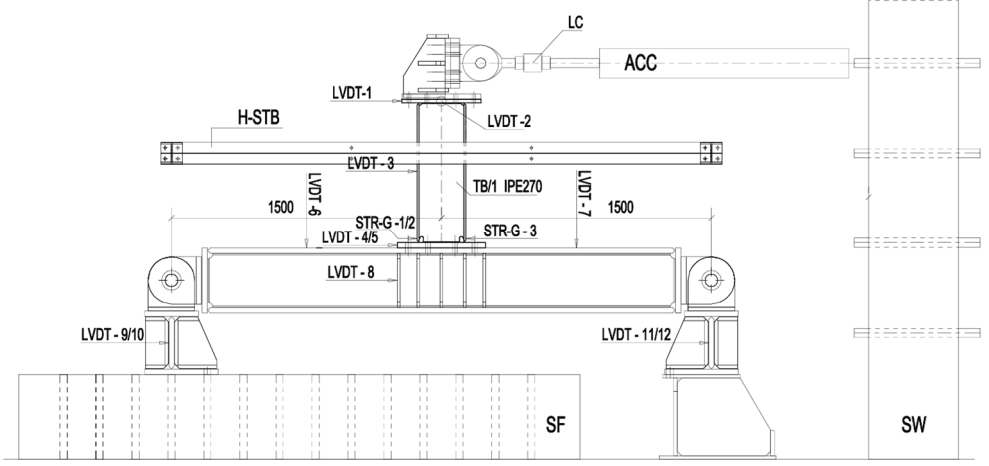 LC
ACC
LVDT-1
H-STB
LVDT -2
LVDT - 3
TB/1 IPE270
LVDT -6
LVDT - 7
1500
1500
STR-G -1/2
STR-G - 3
LVDT - 4/5
LVDT - 8
LVDT - 9/10
LVDT - 11/12
SF
SW